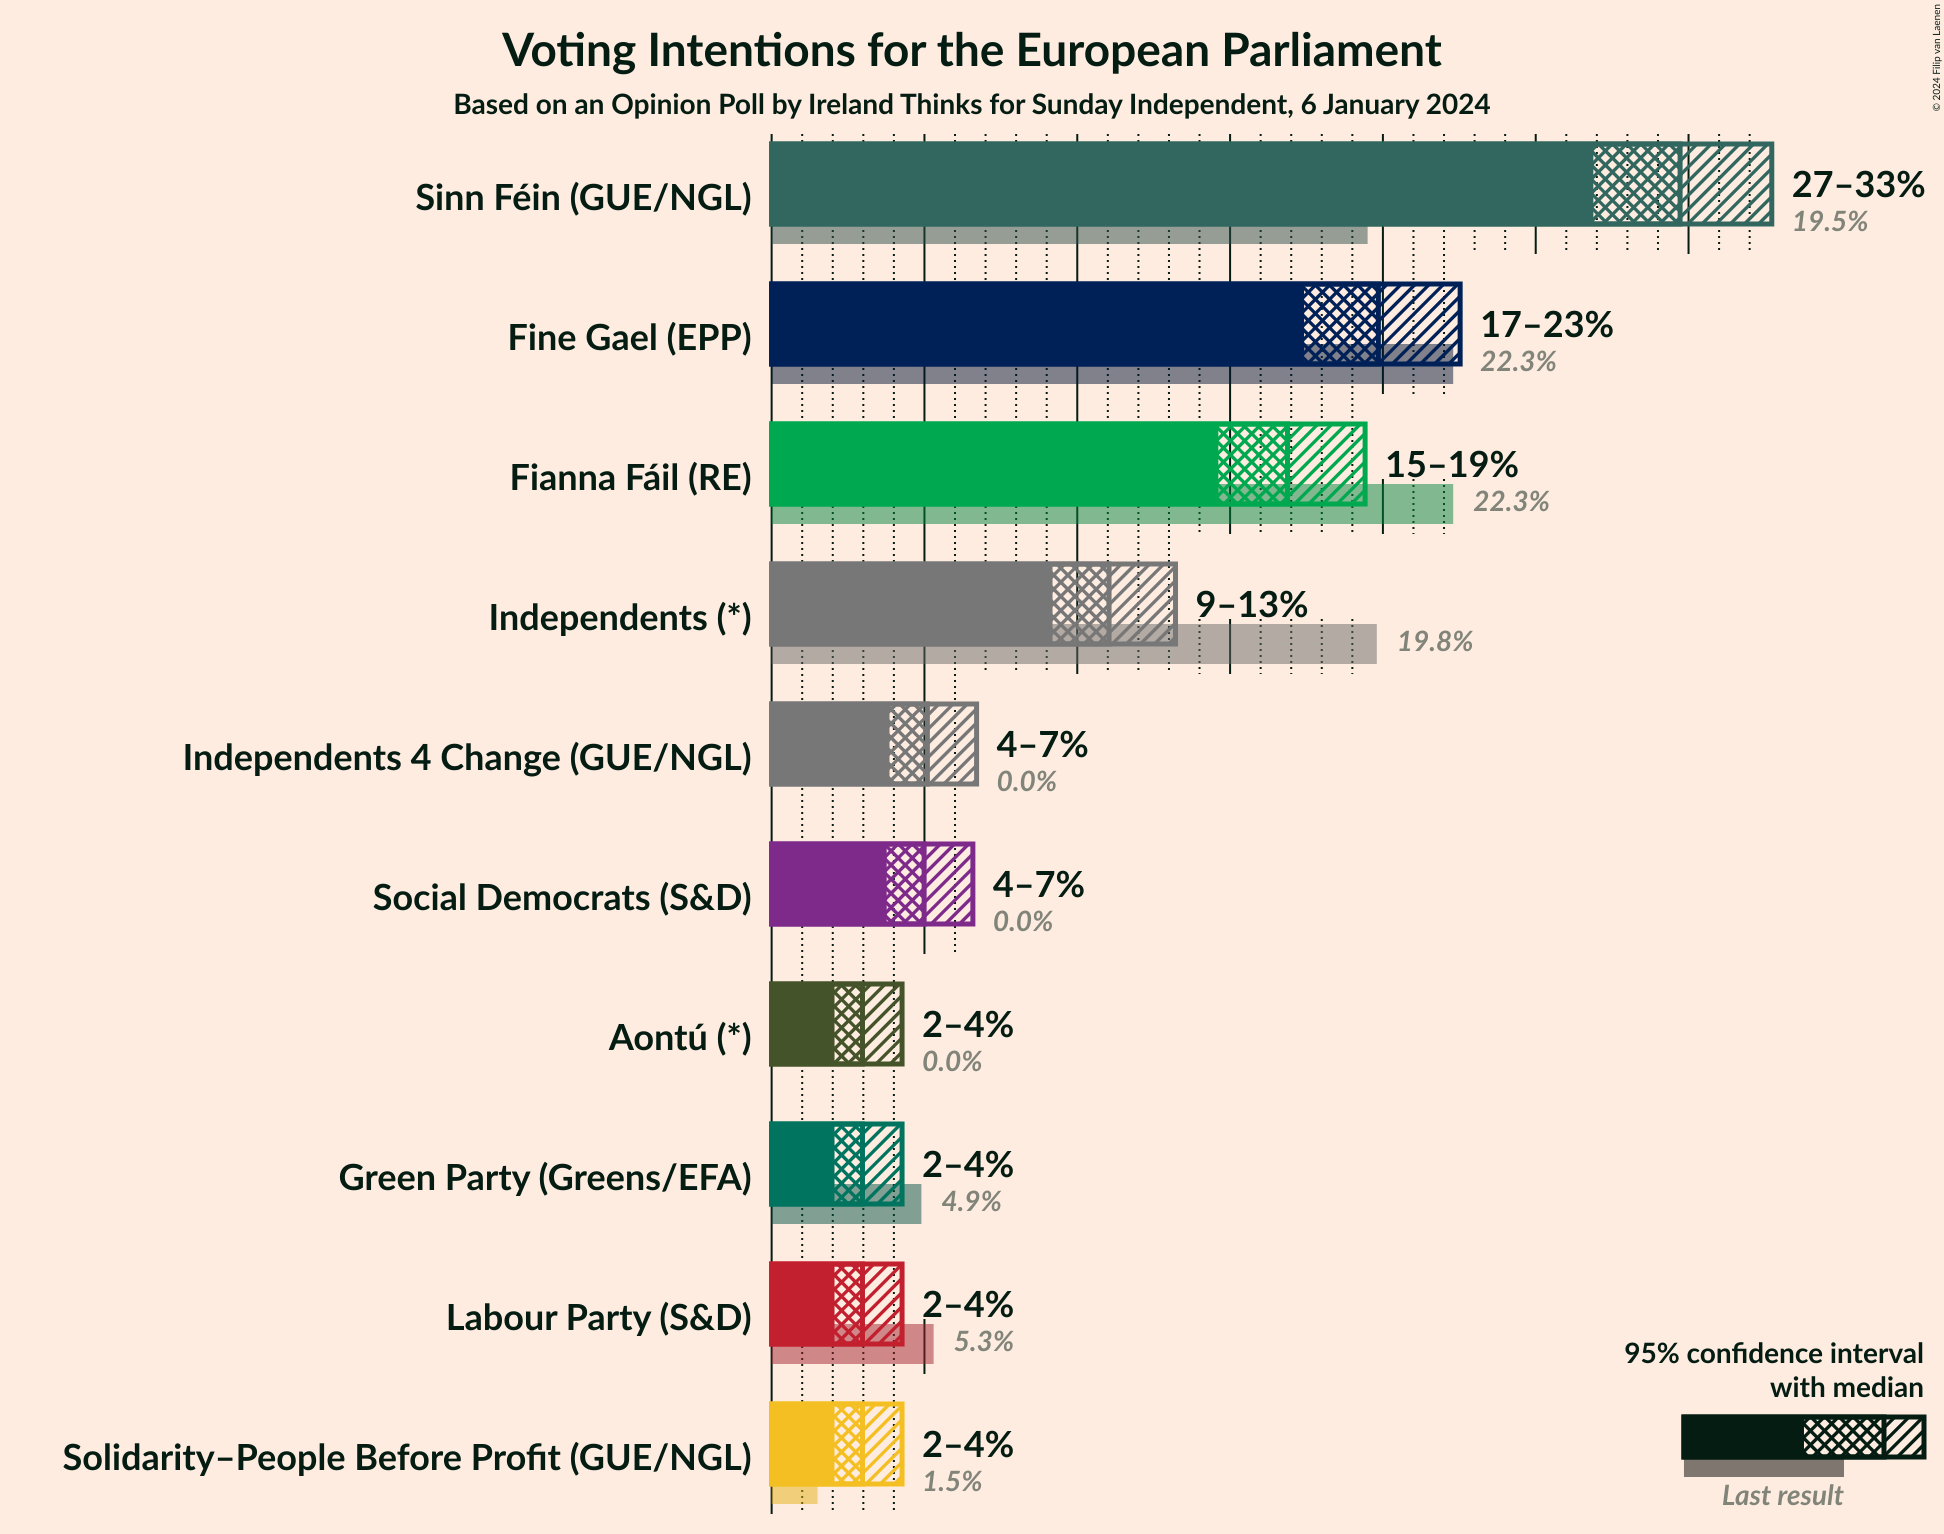 Voting Intentions for the European Parliament
Based on an Opinion Poll by Ireland Thinks for Sunday Independent, 6 January 2024
© 2024 Filip van Laenen
Sinn Féin (GUE/NGL)
27–33%
19.5%
Fine Gael (EPP)
17–23%
22.3%
Fianna Fáil (RE)
15–19%
22.3%
Independents (*)
9–13%
19.8%
Independents 4 Change (GUE/NGL)
4–7%
0.0%
Social Democrats (S&D)
4–7%
0.0%
Aontú (*)
2–4%
0.0%
Green Party (Greens/EFA)
2–4%
4.9%
Labour Party (S&D)
2–4%
5.3%
Solidarity–People Before Profit (GUE/NGL)
2–4%
1.5%
95% confidence interval
with median
Last result